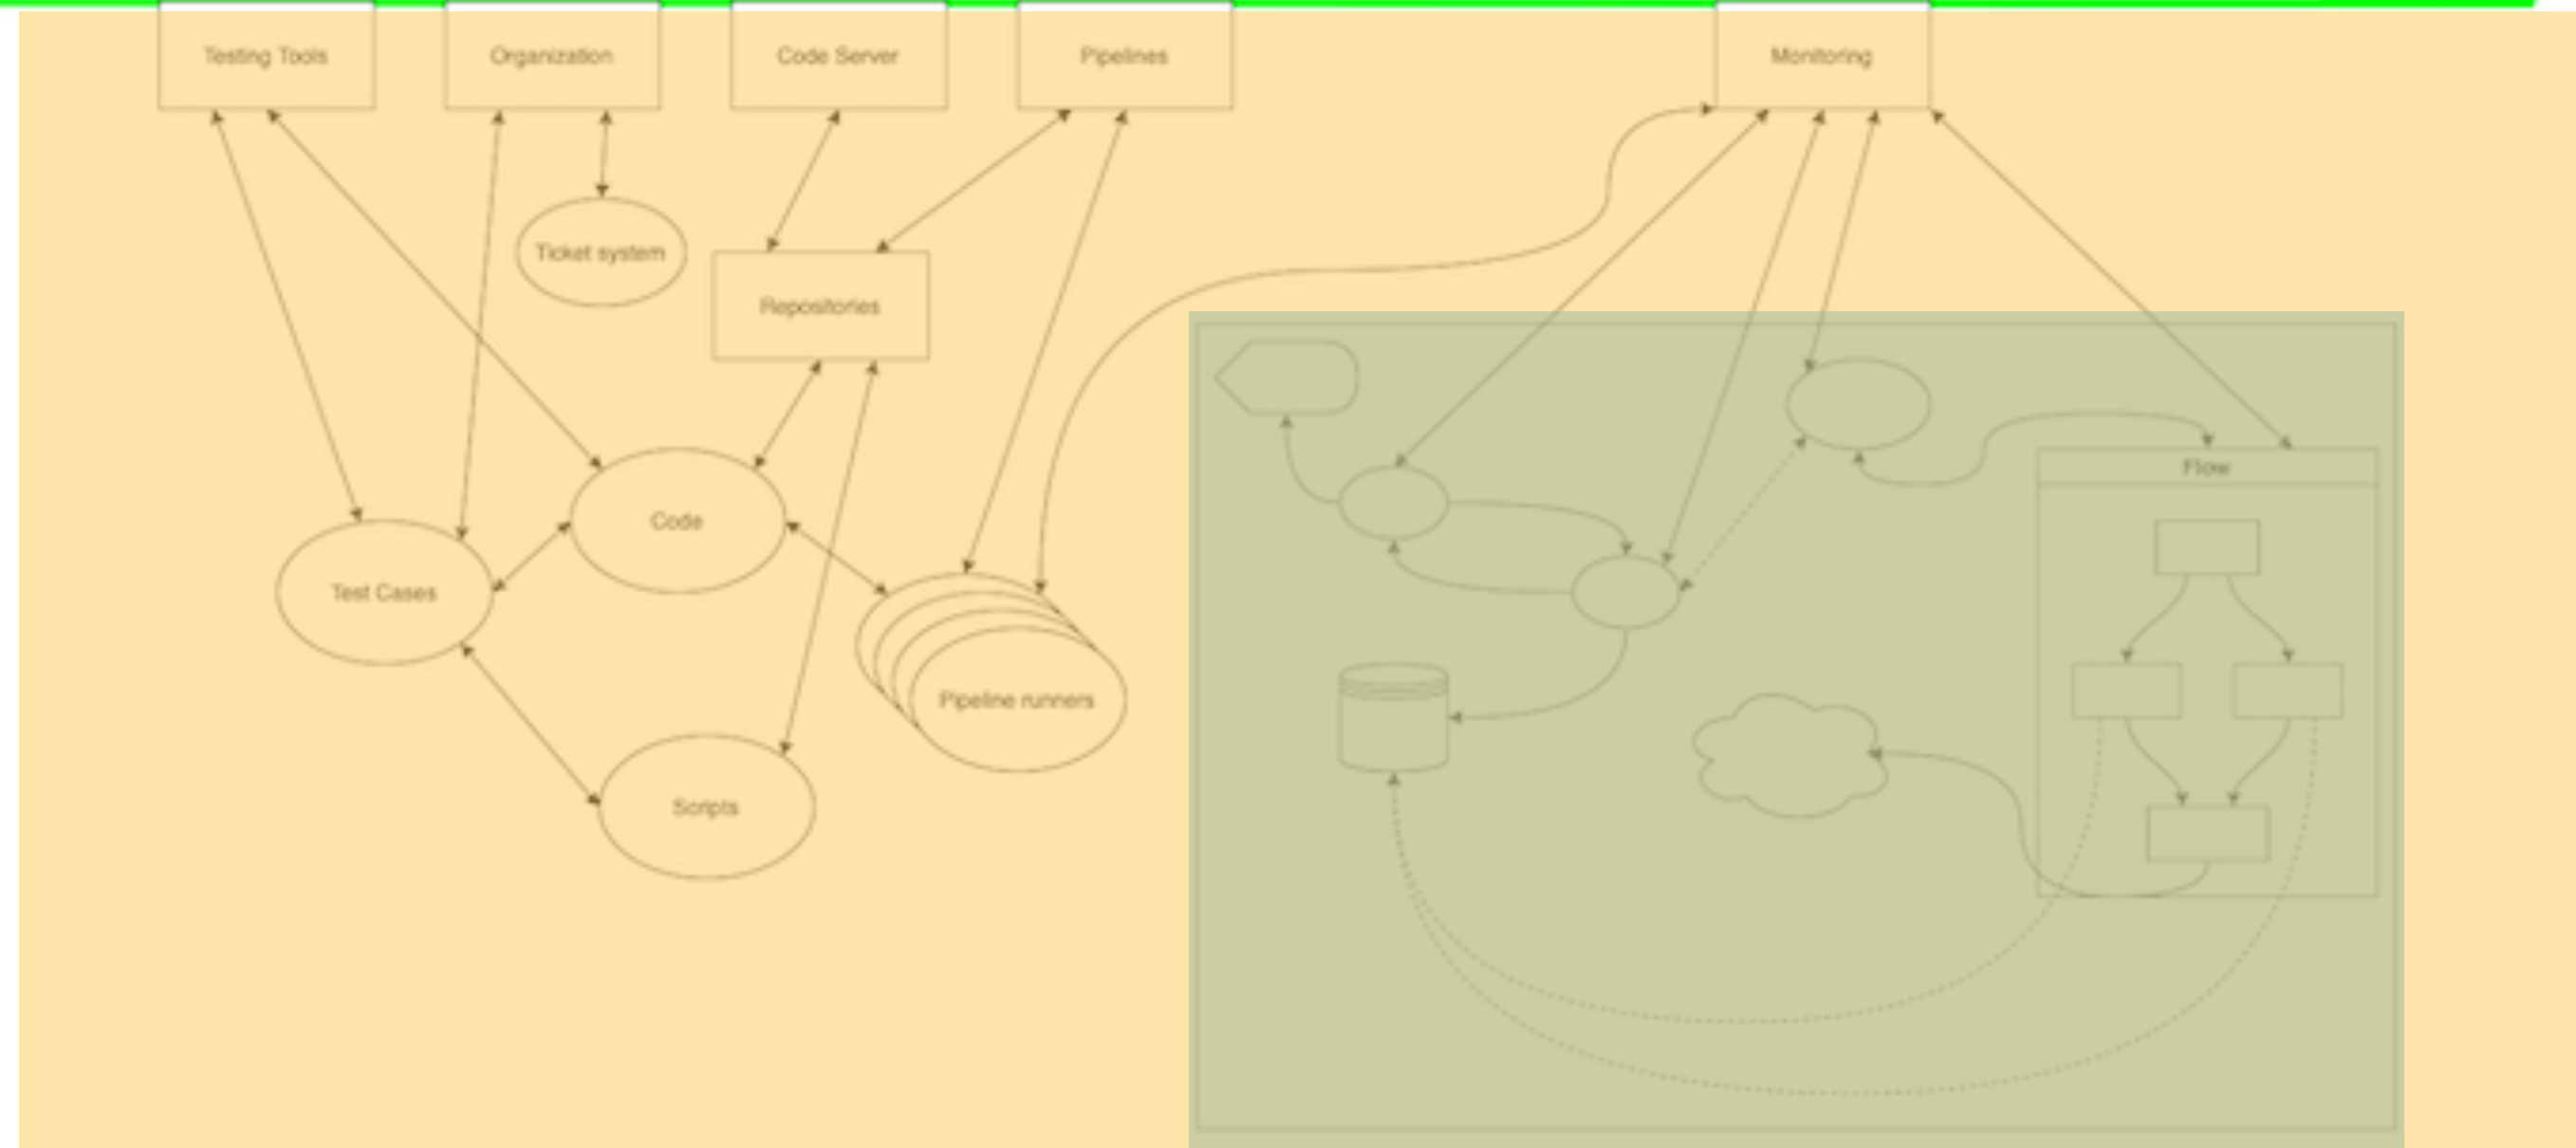 Testing Tools
Organization
Code Server
Pipelines
Monitoring
Ticket system
Repositories
Flow
Code
Test Cases
Pipeline runners
Scripts